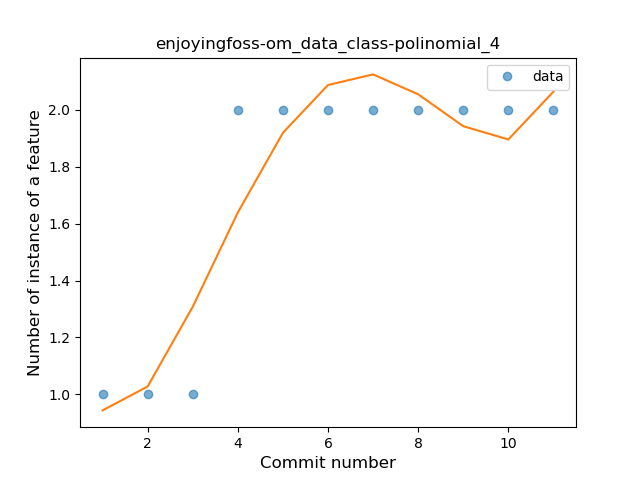 enjoyingfoss-om_data_class-polinomial_4
data
2.0
1.8
1.6
1.4
1.2
1.0
Number of instance of a feature
2
4
6
8
10
Commit number